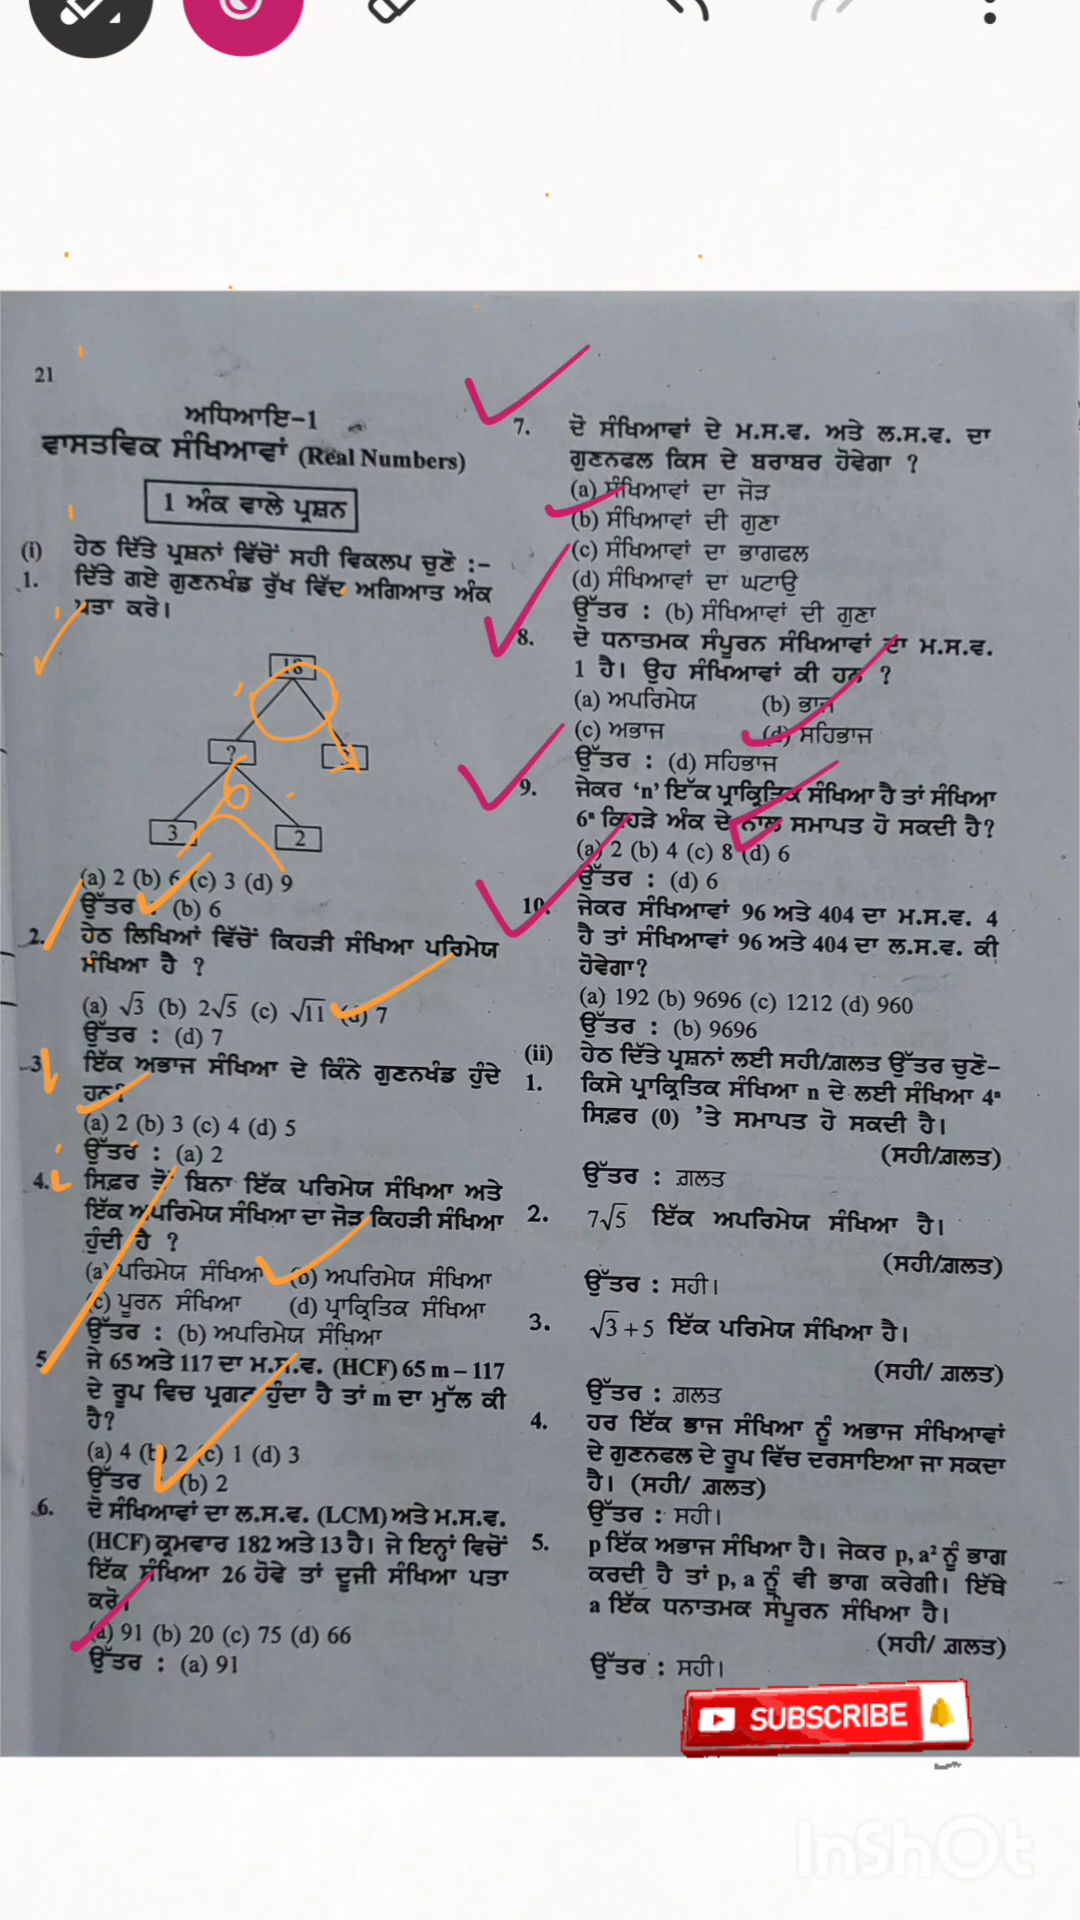 21
ਅਧਿਆਇ-1
ਵਾਸਤਵਿਕ ਸੰਖਿਆਵਾਂ (Real Numbers)
1 ਅੰਕ ਵਾਲੇ ਪ੍ਰਸ਼ਨ
(i) ਹੇਠ ਦਿੱਤੇ ਪ੍ਰਸ਼ਨਾਂ ਵਿੱਚੋਂ ਸਹੀ ਵਿਕਲਪ ਚੁਣੋ :-
1. ਦਿੱਤੇ ਗਏ ਗੁਣਨਖੰਡ ਰੁੱਖ ਵਿੱਚ ਅਗਿਆਤ ਅੰਕ
ਪਤਾ ਕਰੋ।
18
?
6
3
2
(a) 2 (b) 6 (c) 3 (d) 9
ਉੱਤਰ : (b) 6
2. ਹੇਠ ਲਿਖਿਆਂ ਵਿੱਚੋਂ ਕਿਹੜੀ ਸੰਖਿਆ ਪਰਿਮੇਯ
ਸੰਖਿਆ ਹੈ ?
(a) √3 (b) 2√5 (c) √11 (d) 7
ਉੱਤਰ : (d) 7
3. ਇੱਕ ਅਭਾਜ ਸੰਖਿਆ ਦੇ ਕਿੰਨੇ ਗੁਣਨਖੰਡ ਹੁੰਦੇ
ਹਨ?
(a) 2 (b) 3 (c) 4 (d) 5
ਉੱਤਰ : (a) 2
4. ਸਿਫ਼ਰ ਤੋਂ ਬਿਨਾ ਇੱਕ ਪਰਿਮੇਯ ਸੰਖਿਆ ਅਤੇ
ਇੱਕ ਅਪਰਿਮੇਯ ਸੰਖਿਆ ਦਾ ਜੋੜ ਕਿਹੜੀ ਸੰਖਿਆ
ਹੁੰਦੀ ਹੈ ?
(a) ਪਰਿਮੇਯ ਸੰਖਿਆ (b) ਅਪਰਿਮੇਯ ਸੰਖਿਆ
(c) ਪੂਰਨ ਸੰਖਿਆ (d) ਪ੍ਰਾਕ੍ਰਿਤਿਕ ਸੰਖਿਆ
ਉੱਤਰ : (b) ਅਪਰਿਮੇਯ ਸੰਖਿਆ
5 ਜੇ 65 ਅਤੇ 117 ਦਾ ਮ.ਸ.ਵ. (HCF) 65 m – 117
ਦੇ ਰੂਪ ਵਿਚ ਪ੍ਰਗਟ ਹੁੰਦਾ ਹੈ ਤਾਂ m ਦਾ ਮੁੱਲ ਕੀ
ਹੈ?
(a) 4 (b) 2 (c) 1 (d) 3
ਉੱਤਰ (b) 2
6. ਦੋ ਸੰਖਿਆਵਾਂ ਦਾ ਲ.ਸ.ਵ. (LCM) ਅਤੇ ਮ.ਸ.ਵ.
(HCF) ਕ੍ਰਮਵਾਰ 182 ਅਤੇ 13 ਹੈ। ਜੇ ਇਨ੍ਹਾਂ ਵਿਚੋਂ
ਇੱਕ ਸੰਖਿਆ 26 ਹੋਵੇ ਤਾਂ ਦੂਜੀ ਸੰਖਿਆ ਪਤਾ
ਕਰੋ।
(a) 91 (b) 20 (c) 75 (d) 66
ਉੱਤਰ : (a) 91
7. ਦੋ ਸੰਖਿਆਵਾਂ ਦੇ ਮ.ਸ.ਵ. ਅਤੇ ਲ.ਸ.ਵ. ਦਾ
ਗੁਣਨਫਲ ਕਿਸ ਦੇ ਬਰਾਬਰ ਹੋਵੇਗਾ ?
(a) ਸੰਖਿਆਵਾਂ ਦਾ ਜੋੜ
(b) ਸੰਖਿਆਵਾਂ ਦੀ ਗੁਣਾ
(c) ਸੰਖਿਆਵਾਂ ਦਾ ਭਾਗਫਲ
(d) ਸੰਖਿਆਵਾਂ ਦਾ ਘਟਾਉ
ਉੱਤਰ : (b) ਸੰਖਿਆਵਾਂ ਦੀ ਗੁਣਾ
8. ਦੋ ਧਨਾਤਮਕ ਸੰਪੂਰਨ ਸੰਖਿਆਵਾਂ ਦਾ ਮ.ਸ.ਵ.
1 ਹੈ। ਉਹ ਸੰਖਿਆਵਾਂ ਕੀ ਹਨ ?
(a) ਅਪਰਿਮੇਯ (b) ਭਾਜ
(c) ਅਭਾਜ (d) ਸਹਿਭਾਜ
ਉੱਤਰ : (d) ਸਹਿਭਾਜ
9. ਜੇਕਰ ‘n’ ਇੱਕ ਪ੍ਰਾਕ੍ਰਿਤਿਕ ਸੰਖਿਆ ਹੈ ਤਾਂ ਸੰਖਿਆ
6ⁿ ਕਿਹੜੇ ਅੰਕ ਦੇ ਨਾਲ ਸਮਾਪਤ ਹੋ ਸਕਦੀ ਹੈ?
(a) 2 (b) 4 (c) 8 (d) 6
ਉੱਤਰ : (d) 6
10. ਜੇਕਰ ਸੰਖਿਆਵਾਂ 96 ਅਤੇ 404 ਦਾ ਮ.ਸ.ਵ. 4
ਹੈ ਤਾਂ ਸੰਖਿਆਵਾਂ 96 ਅਤੇ 404 ਦਾ ਲ.ਸ.ਵ. ਕੀ
ਹੋਵੇਗਾ?
(a) 192 (b) 9696 (c) 1212 (d) 960
ਉੱਤਰ : (b) 9696
(ii) ਹੇਠ ਦਿੱਤੇ ਪ੍ਰਸ਼ਨਾਂ ਲਈ ਸਹੀ/ਗ਼ਲਤ ਉੱਤਰ ਚੁਣੋ-
1. ਕਿਸੇ ਪ੍ਰਾਕ੍ਰਿਤਿਕ ਸੰਖਿਆ n ਦੇ ਲਈ ਸੰਖਿਆ 4ⁿ
ਸਿਫ਼ਰ (0) ’ਤੇ ਸਮਾਪਤ ਹੋ ਸਕਦੀ ਹੈ।
(ਸਹੀ/ਗ਼ਲਤ)
ਉੱਤਰ : ਗ਼ਲਤ
2. 7√5 ਇੱਕ ਅਪਰਿਮੇਯ ਸੰਖਿਆ ਹੈ।
(ਸਹੀ/ਗ਼ਲਤ)
ਉੱਤਰ : ਸਹੀ।
3. √3 + 5 ਇੱਕ ਪਰਿਮੇਯ ਸੰਖਿਆ ਹੈ।
(ਸਹੀ/ ਗ਼ਲਤ)
ਉੱਤਰ : ਗ਼ਲਤ
4. ਹਰ ਇੱਕ ਭਾਜ ਸੰਖਿਆ ਨੂੰ ਅਭਾਜ ਸੰਖਿਆਵਾਂ
ਦੇ ਗੁਣਨਫਲ ਦੇ ਰੂਪ ਵਿੱਚ ਦਰਸਾਇਆ ਜਾ ਸਕਦਾ
ਹੈ। (ਸਹੀ/ ਗ਼ਲਤ)
ਉੱਤਰ : ਸਹੀ।
5. p ਇੱਕ ਅਭਾਜ ਸੰਖਿਆ ਹੈ। ਜੇਕਰ p, a² ਨੂੰ ਭਾਗ
ਕਰਦੀ ਹੈ ਤਾਂ p, a ਨੂੰ ਵੀ ਭਾਗ ਕਰੇਗੀ। ਇੱਥੇ
a ਇੱਕ ਧਨਾਤਮਕ ਸੰਪੂਰਨ ਸੰਖਿਆ ਹੈ।
(ਸਹੀ/ ਗ਼ਲਤ)
ਉੱਤਰ : ਸਹੀ।
SUBSCRIBE
InShOt